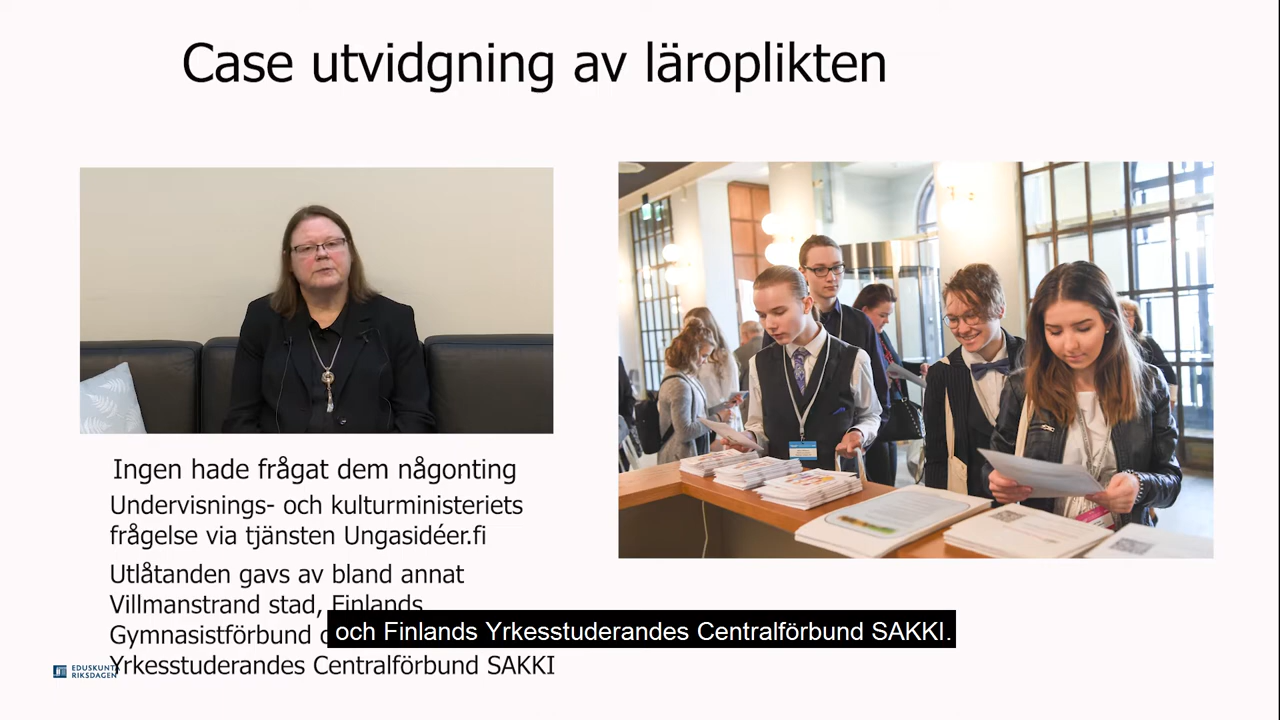 Case utvidgning av läroplikten
Ingen hade frågat dem någonting
Undervisnings- och kulturministeriets
frågelse via tjänsten Ungasidéer.fi
Utlåtanden gavs av bland annat
Villmanstrand stad, Finlands
Gymnasistförbund
och Finlands Yrkesstuderandes Centralförbund SAKKI.
Yrkesstuderandes Centralförbund SAKKI
EDUSKUNTA
RIKSDAGEN